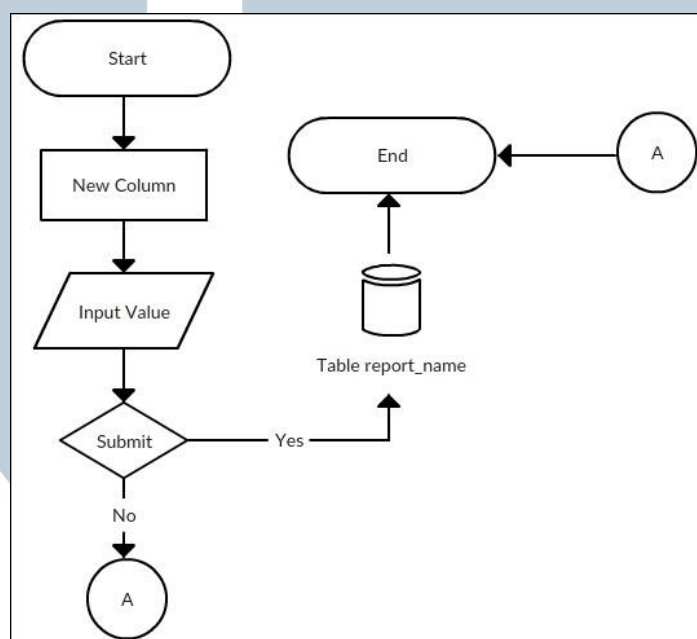 Start
New Column
Input Value
Submit
Yes
No
A
Table report_name
End
A